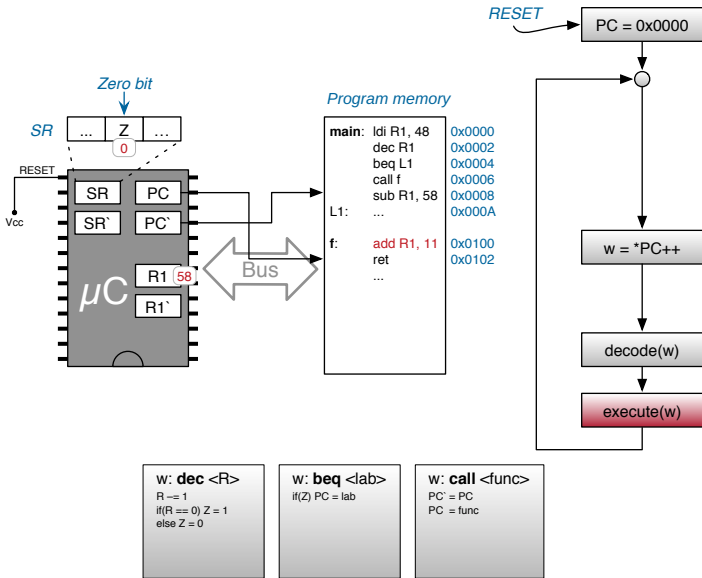 RESET
PC = 0x0000
Zero bit
Program memory
SR
... Z ...
0
main: ldi R1, 48 0x0000
dec R1 0x0002
beq L1 0x0004
call f 0x0006
sub R1, 58 0x0008
L1: ... 0x000A
f: add R1, 11 0x0100
ret 0x0102
...
RESET
Vcc
SR PC
SR` PC`
R1 58
R1`
µC
Bus
w = *PC++
decode(w)
execute(w)
w: dec <R>
R –= 1
if(R == 0) Z = 1
else Z = 0
w: beq <lab>
if(Z) PC = lab
w: call <func>
PC` = PC
PC = func